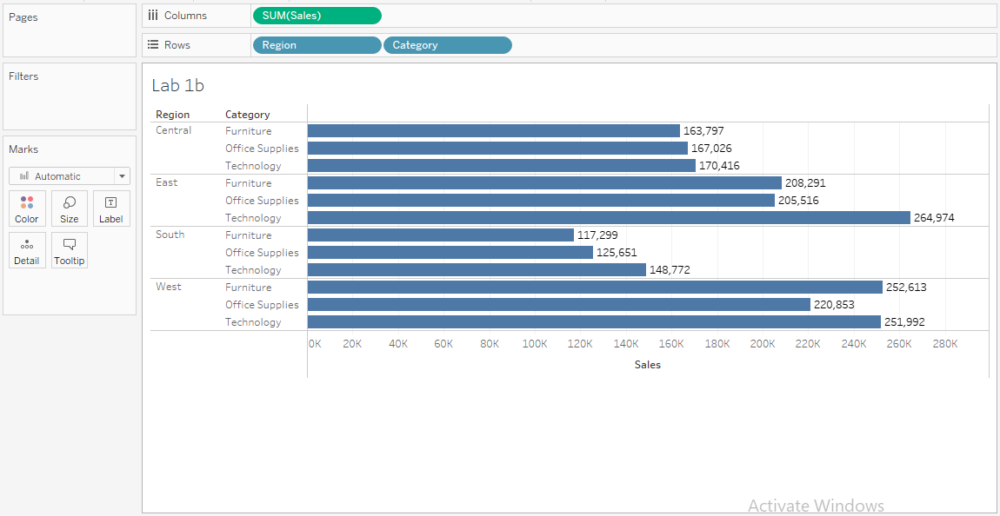 Pages
Columns SUM(Sales)
Rows Region Category
Filters
Marks
Automatic
Color Size Label
Detail Tooltip
Lab 1b
Region Category
Central Furniture 163,797
Office Supplies 167,026
Technology 170,416
East Furniture 208,291
Office Supplies 205,516
Technology 264,974
South Furniture 117,299
Office Supplies 125,651
Technology 148,772
West Furniture 252,613
Office Supplies 220,853
Technology 251,992
0K 20K 40K 60K 80K 100K 120K 140K 160K 180K 200K 220K 240K 260K 280K
Sales
Activate Windows